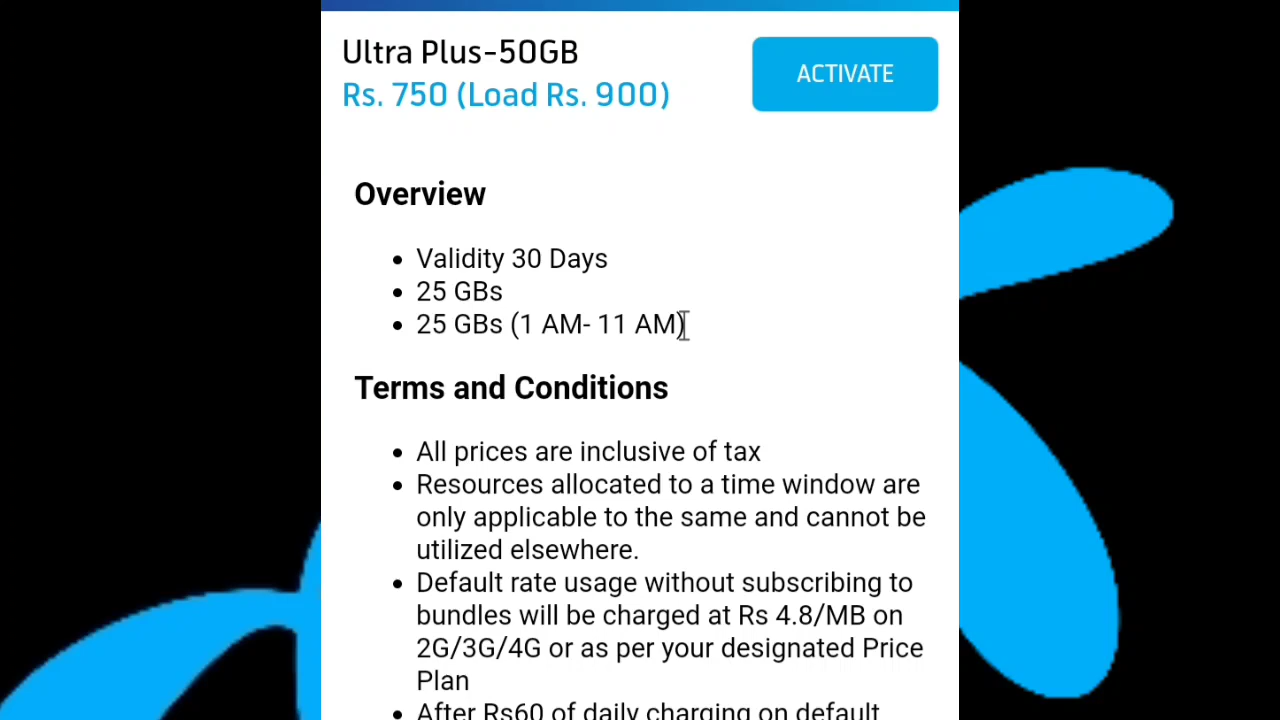 Ultra Plus-50GB
Rs. 750 (Load Rs. 900)
ACTIVATE
Overview
• Validity 30 Days
• 25 GBs
• 25 GBs (1 AM- 11 AM)
Terms and Conditions
• All prices are inclusive of tax
• Resources allocated to a time window are
only applicable to the same and cannot be
utilized elsewhere.
• Default rate usage without subscribing to
bundles will be charged at Rs 4.8/MB on
2G/3G/4G or as per your designated Price
Plan
• After Rs60 of daily charging on default